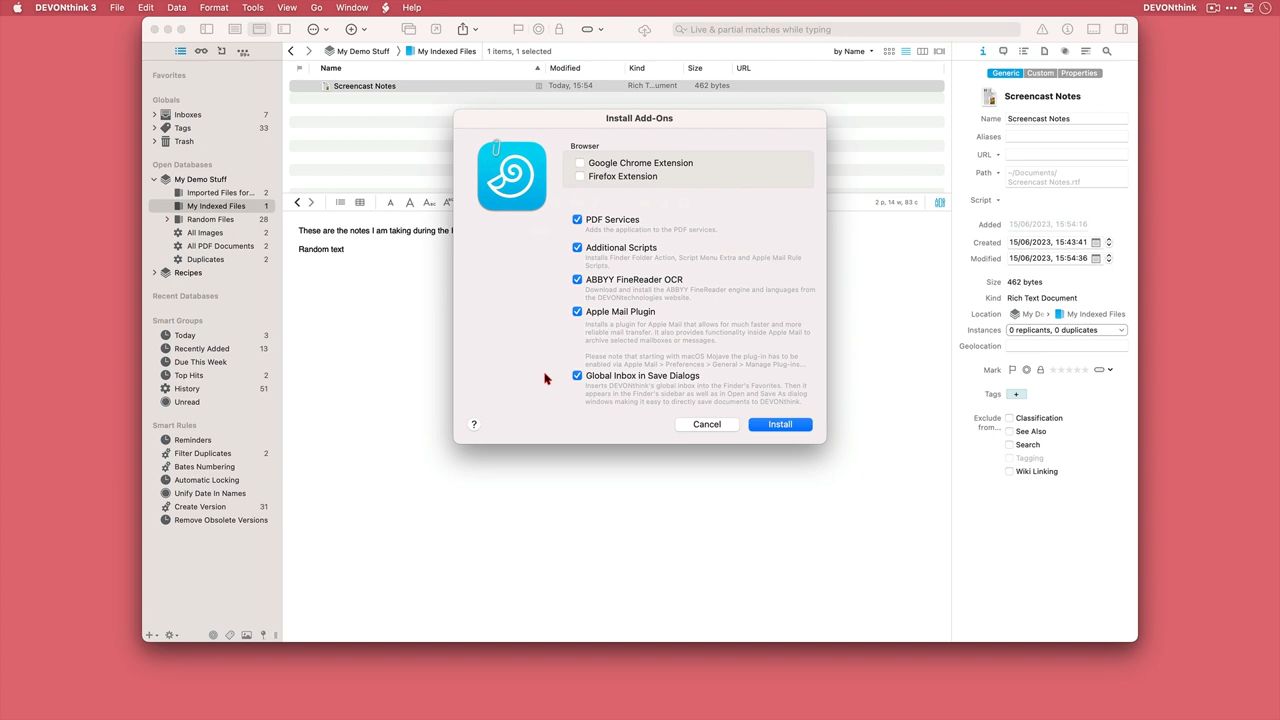 DEVONthink 3 File Edit Data Format Tools View Go Window Help DEVONthink
Live & partial matches while typing
My Demo Stuff My Indexed Files 1 items, 1 selected by Name
Name Modified Kind Size URL
Screencast Notes Today, 15:54 Rich T...ument 462 bytes
Favorites
Globals
Inboxes 7
Tags 33
Trash
Open Databases
My Demo Stuff
Imported Files for... 2
My Indexed Files 1
Random Files 28
All Images 2
All PDF Documents 2
Duplicates 2
Recipes
Recent Databases
Smart Groups
Today 3
Recently Added 13
Due This Week
Top Hits 2
History 51
Unread
Smart Rules
Reminders
Filter Duplicates 2
Bates Numbering
Automatic Locking
Unify Date In Names
Create Version 31
Remove Obsolete Versions
2 p, 14 w, 83 c
These are the notes I am taking during the
Random text
Install Add-Ons
Browser
Google Chrome Extension
Firefox Extension
PDF Services
Adds the application to the PDF services.
Additional Scripts
Installs Finder Folder Action, Script Menu Extra and Apple Mail Rule
Scripts.
ABBYY FineReader OCR
Download and install the ABBYY FineReader engine and languages from
the DEVONtechnologies website.
Apple Mail Plugin
Installs a plugin for Apple Mail that allows for much faster and more
reliable mail transfer. It also provides functionality inside Apple Mail to
archive selected mailboxes or messages.
Please note that starting with macOS Mojave the plug-in has to be
enabled via Apple Mail > Preferences > General > Manage Plug-ins...
Global Inbox in Save Dialogs
Inserts DEVONthink's global Inbox into the Finder's Favorites. Then it
appears in the Finder's sidebar as well as in Open and Save As dialog
windows making it easy to directly save documents to DEVONthink.
? Cancel Install
Generic Custom Properties
Screencast Notes
Name Screencast Notes
Aliases
URL
Path ~/Documents/
Screencast Notes.rtf
Script
Added 15/06/2023, 15:54:16
Created 15/06/2023, 15:43:41
Modified 15/06/2023, 15:54:36
Size 462 bytes
Kind Rich Text Document
Location My De My Indexed Files
Instances 0 replicants, 0 duplicates
Geolocation
Mark
Tags +
Exclude Classification
from... See Also
Search
Tagging
Wiki Linking